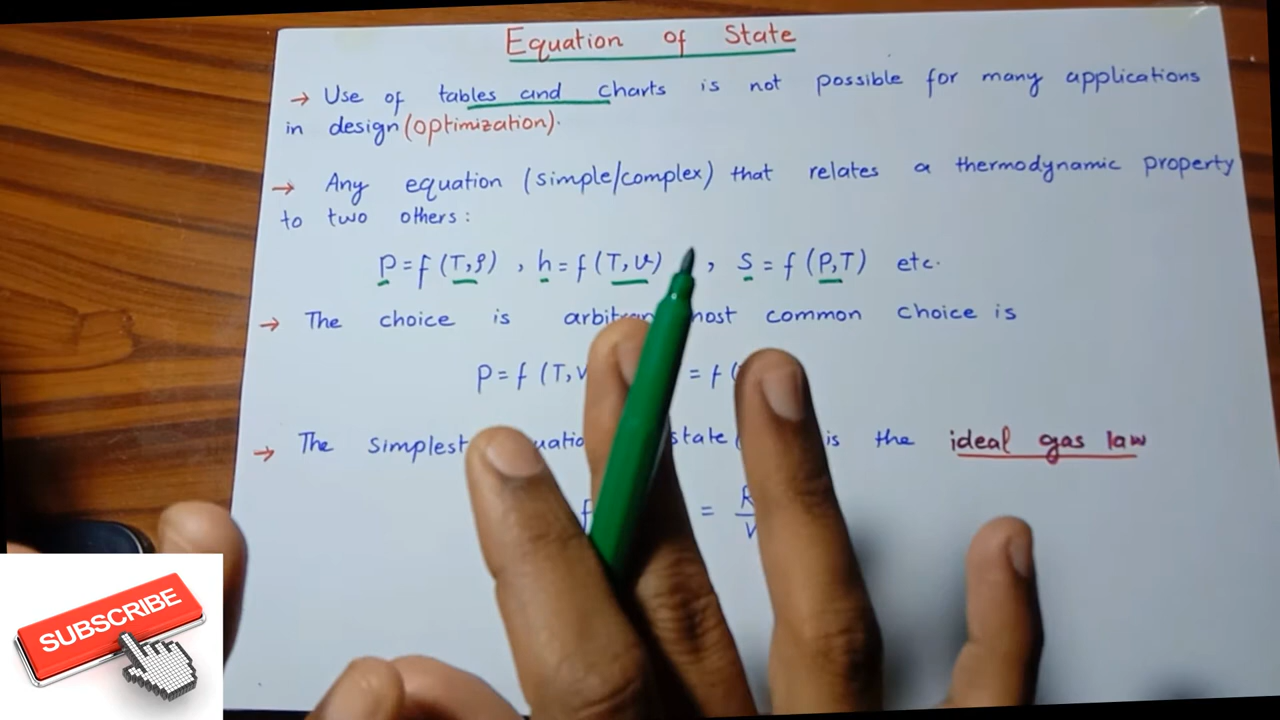 Equation of State
→ Use of tables and charts is not possible for many applications
in design (optimization).
→ Any equation (simple/complex) that relates a thermodynamic property
to two others:
P = f (T,ρ) , h = f (T,v) , s = f (P,T) etc.
→ The choice is most common choice is
P = f (T, = f (
→ The simplest state is the ideal gas law
f = R
V
SUBSCRIBE